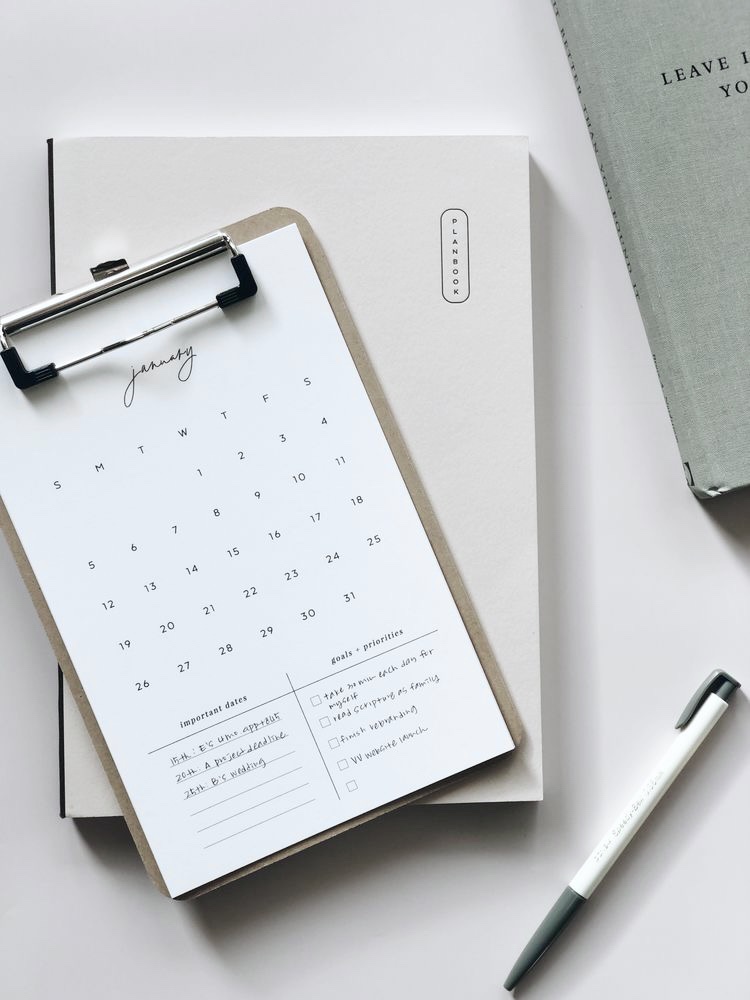 LEAVE I
YO
PLANBOOK
january
S M T W T F S
1 2 3 4
5 6 7 8 9 10 11
12 13 14 15 16 17 18
19 20 21 22 23 24 25
26 27 28 29 30 31
important dates
15th: E's 4mo appt 8:45
20th: A project deadline
25th: B's wedding
goals + priorities
take 30 min each day for
myself
read scripture as family
finish rebranding
VV website launch